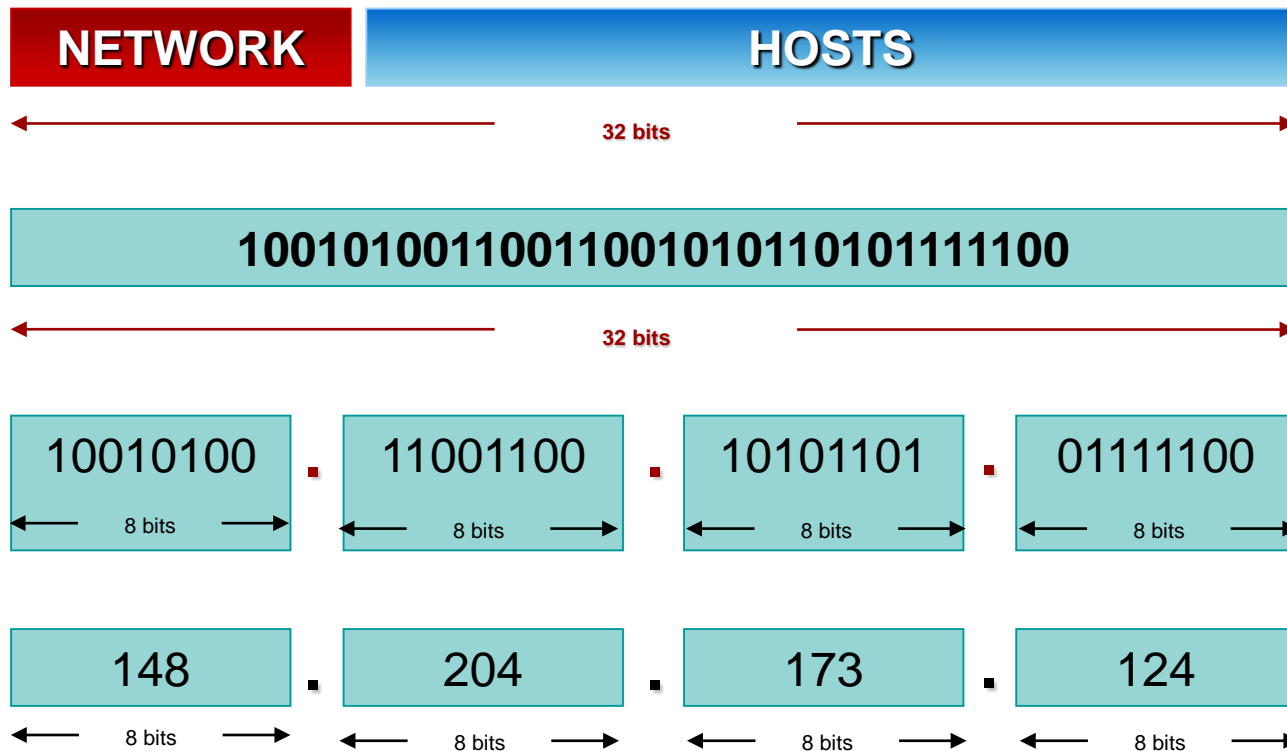 NETWORK HOSTS
32 bits
10010100110011001010110101111100
32 bits
10010100 . 11001100 . 10101101 . 01111100
8 bits 8 bits 8 bits 8 bits
148 . 204 . 173 . 124
8 bits 8 bits 8 bits 8 bits